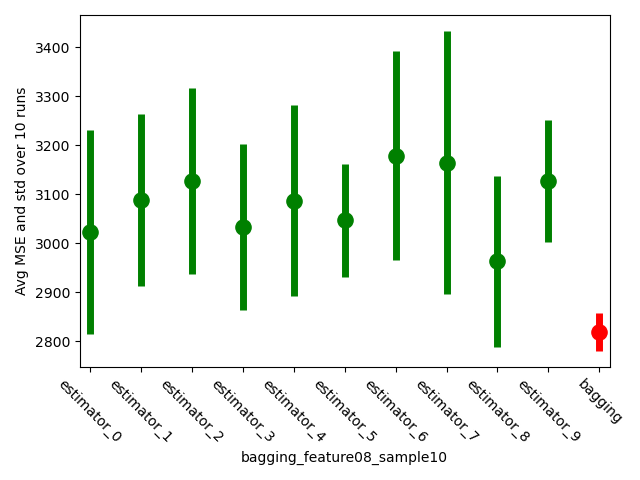 Avg MSE and std over 10 runs
3400
3300
3200
3100
3000
2900
2800
estimator_0
estimator_1
estimator_2
estimator_3
estimator_4
estimator_5
estimator_6
estimator_7
estimator_8
estimator_9
bagging
bagging_feature08_sample10